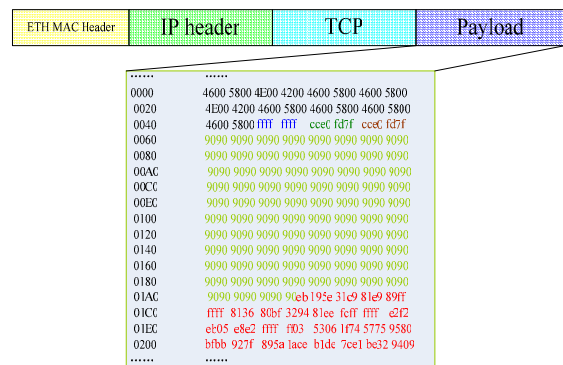 ETH MAC Header IP header TCP Payload
...... ......
0000 4600 5800 4E00 4200 4600 5800 4600 5800
0020 4E00 4200 4600 5800 4600 5800 4600 5800
0040 4600 5800 ffff ffff cce0 fd7f cce0 fd7f
0060 9090 9090 9090 9090 9090 9090 9090 9090
0080 9090 9090 9090 9090 9090 9090 9090 9090
00A0 9090 9090 9090 9090 9090 9090 9090 9090
00C0 9090 9090 9090 9090 9090 9090 9090 9090
00E0 9090 9090 9090 9090 9090 9090 9090 9090
0100 9090 9090 9090 9090 9090 9090 9090 9090
0120 9090 9090 9090 9090 9090 9090 9090 9090
0140 9090 9090 9090 9090 9090 9090 9090 9090
0160 9090 9090 9090 9090 9090 9090 9090 9090
0180 9090 9090 9090 9090 9090 9090 9090 9090
01A0 9090 9090 9090 90eb 195e 31c9 81e9 89ff
01C0 ffff 8136 80bf 3294 81ee fcff ffff e2f2
01E0 eb05 e8e2 ffff ff03 5306 1f74 5775 9580
0200 bfbb 927f 895a 1ace b1de 7ce1 be32 9409
...... ......